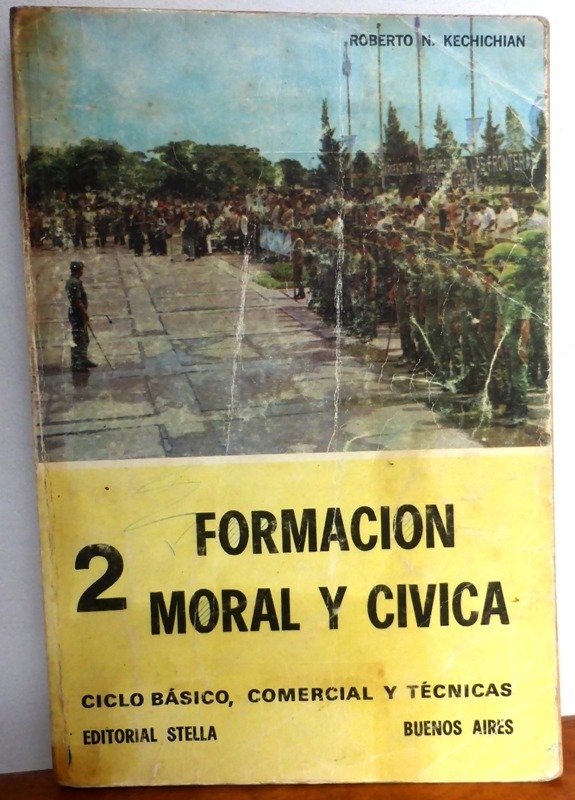 ROBERTO N. KECHICHIAN
2
FORMACION
MORAL Y CIVICA
CICLO BÁSICO, COMERCIAL Y TÉCNICAS
EDITORIAL STELLA
BUENOS AIRES